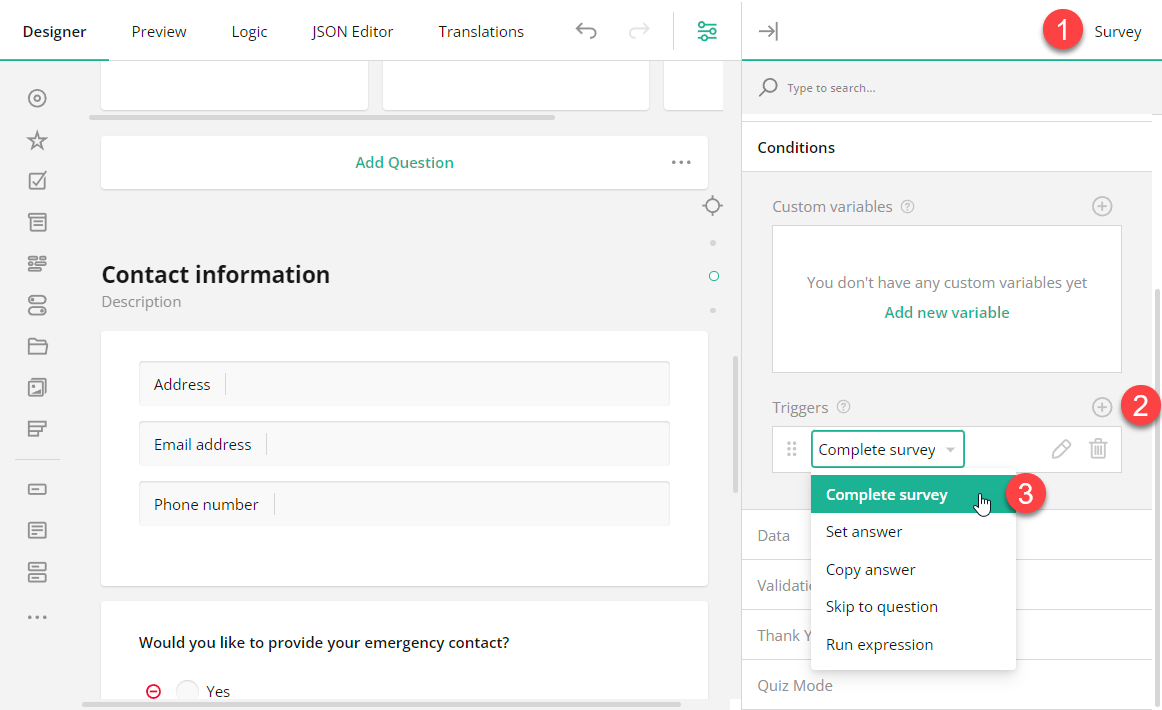 Designer
Preview
Logic
JSON Editor
Translations
1
Survey
Type to search...
Add Question
Contact information
Description
Address
Email address
Phone number
Would you like to provide your emergency contact?
Yes
Conditions
Custom variables
You don't have any custom variables yet
Add new variable
Triggers
2
Complete survey
Complete survey
3
Set answer
Copy answer
Skip to question
Run expression
Data
Validati
Thank Y
Quiz Mode